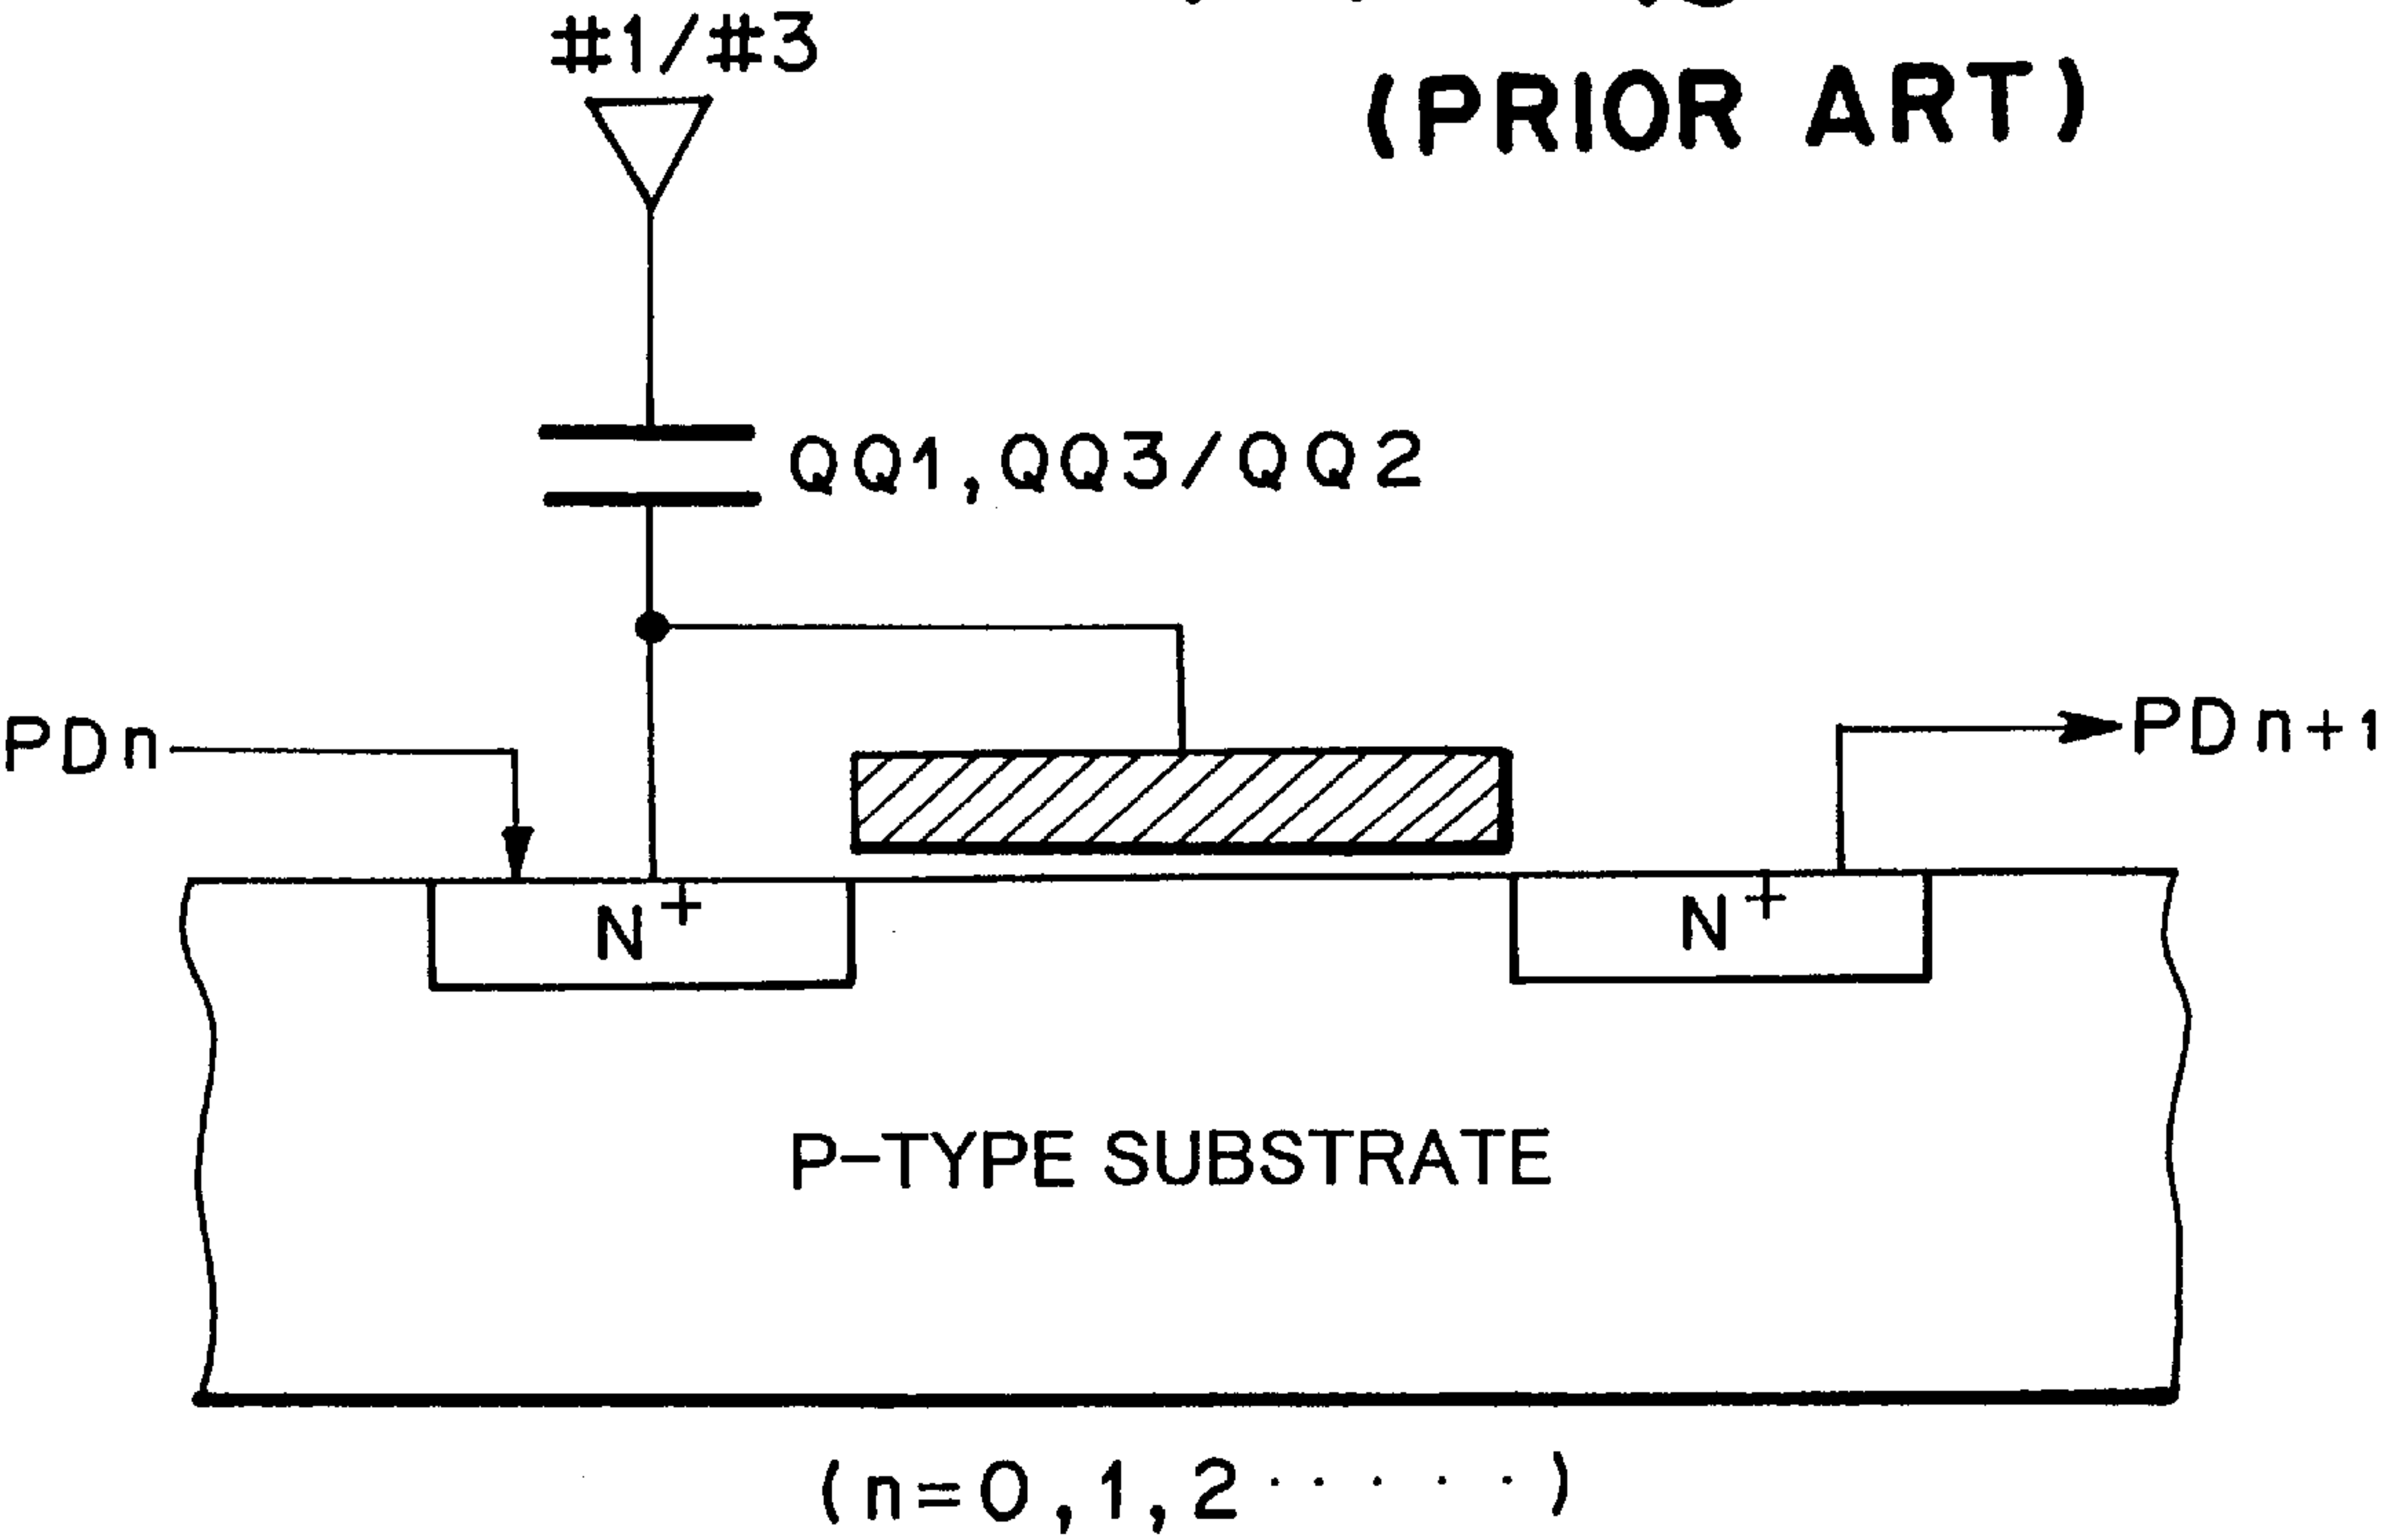 (PRIOR ART)
#1/#3
QQ1,QQ3/QQ2
PDn
PDn+1
N+
N+
P-TYPE SUBSTRATE
(n=0,1,2·····)